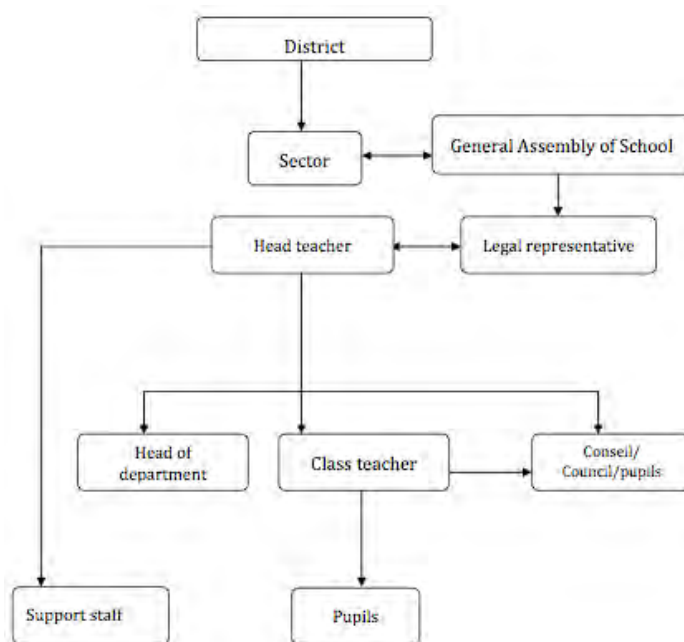 District
Sector
General Assembly of School
Head teacher
Legal representative
Head of
department
Class teacher
Conseil/
Council/pupils
Support staff
Pupils